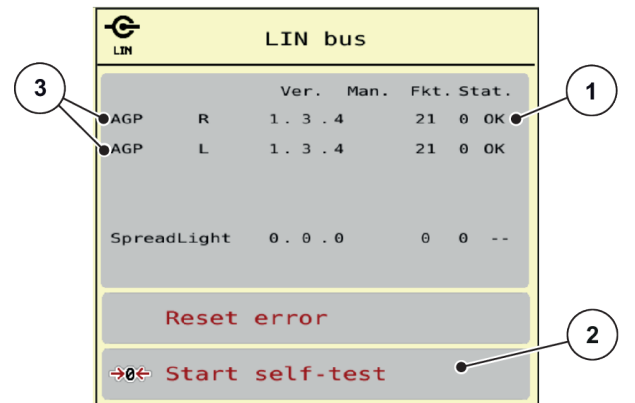 LIN
LIN bus
Ver. Man. Fkt. Stat.
AGP R 1.3.4 21 0 OK
AGP L 1.3.4 21 0 OK
SpreadLight 0.0.0 0 0 --
Reset error
→0← Start self-test
3
1
2